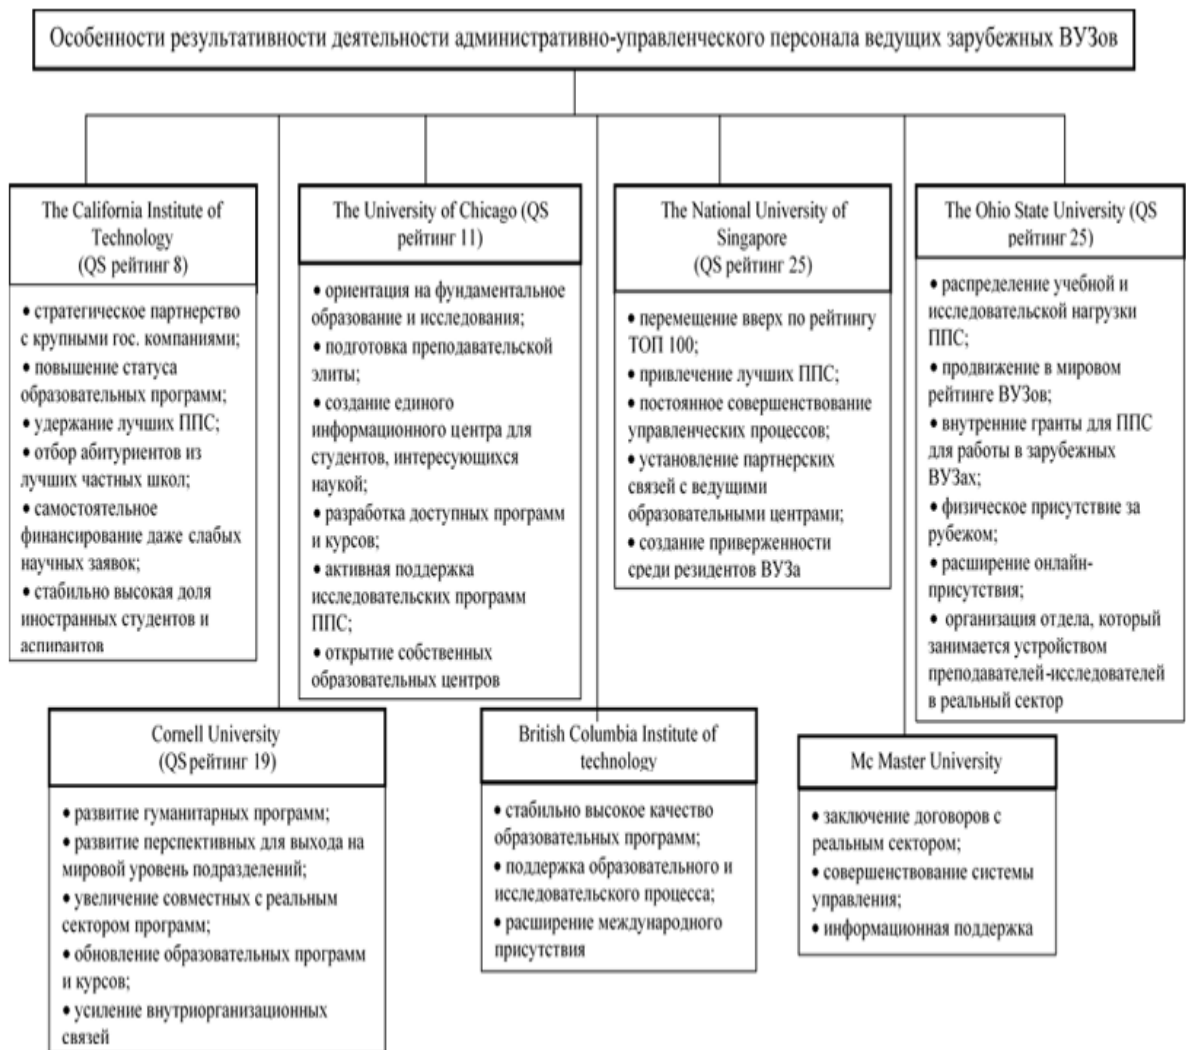 Особенности результативности деятельности административно-управленческого персонала ведущих зарубежных ВУЗов
The California Institute of
Technology
(QS рейтинг 8)
• стратегическое партнерство
с крупными гос. компаниями;
• повышение статуса
образовательных программ;
• удержание лучших ППС;
• отбор абитуриентов из
лучших частных школ;
• самостоятельное
финансирование даже слабых
научных заявок;
• стабильно высокая доля
иностранных студентов и
аспирантов
The University of Chicago (QS
рейтинг 11)
• ориентация на фундаментальное
образование и исследования;
• подготовка преподавательской
элиты;
• создание единого
информационного центра для
студентов, интересующихся
наукой;
• разработка доступных программ
и курсов;
• активная поддержка
исследовательских программ
ППС;
• открытие собственных
образовательных центров
The National University of
Singapore
(QS рейтинг 25)
• перемещение вверх по рейтингу
ТОП 100;
• привлечение лучших ППС;
• постоянное совершенствование
управленческих процессов;
• установление партнерских
связей с ведущими
образовательными центрами;
• создание приверженности
среди резидентов ВУЗа
The Ohio State University (QS
рейтинг 25)
• распределение учебной и
исследовательской нагрузки
ППС;
• продвижение в мировом
рейтинге ВУЗов;
• внутренние гранты для ППС
для работы в зарубежных
ВУЗах;
• физическое присутствие за
рубежом;
• расширение онлайн-
присутствия;
• организация отдела, который
занимается устройством
преподавателей-исследователей
в реальный сектор
Cornell University
(QS рейтинг 19)
• развитие гуманитарных программ;
• развитие перспективных для выхода на
мировой уровень подразделений;
• увеличение совместных с реальным
сектором программ;
• обновление образовательных программ
и курсов;
• усиление внутриорганизационных
связей
British Columbia Institute of
technology
• стабильно высокое качество
образовательных программ;
• поддержка образовательного и
исследовательского процесса;
• расширение международного
присутствия
Mc Master University
• заключение договоров с
реальным сектором;
• совершенствование системы
управления;
• информационная поддержка